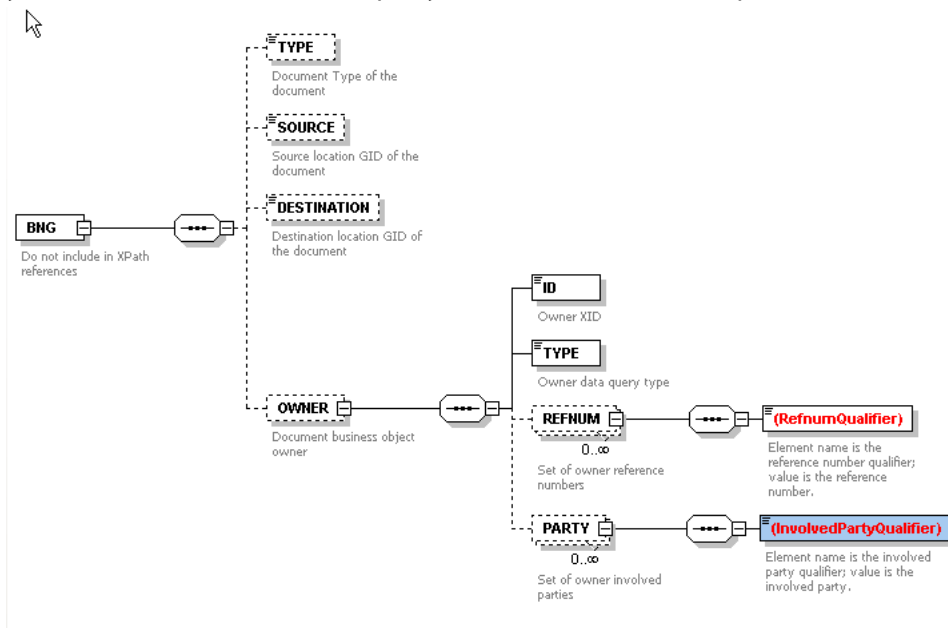 TYPE
Document Type of the
document
SOURCE
Source location GID of the
document
DESTINATION
Destination location GID of
the document
BNG
Do not include in XPath
references
ID
Owner XID
TYPE
Owner data query type
OWNER
Document business object
owner
REFNUM
0..∞
Set of owner reference
numbers
(RefnumQualifier)
Element name is the
reference number qualifier;
value is the reference
number.
PARTY
0..∞
Set of owner involved
parties
(InvolvedPartyQualifier)
Element name is the involved
party qualifier; value is the
involved party.